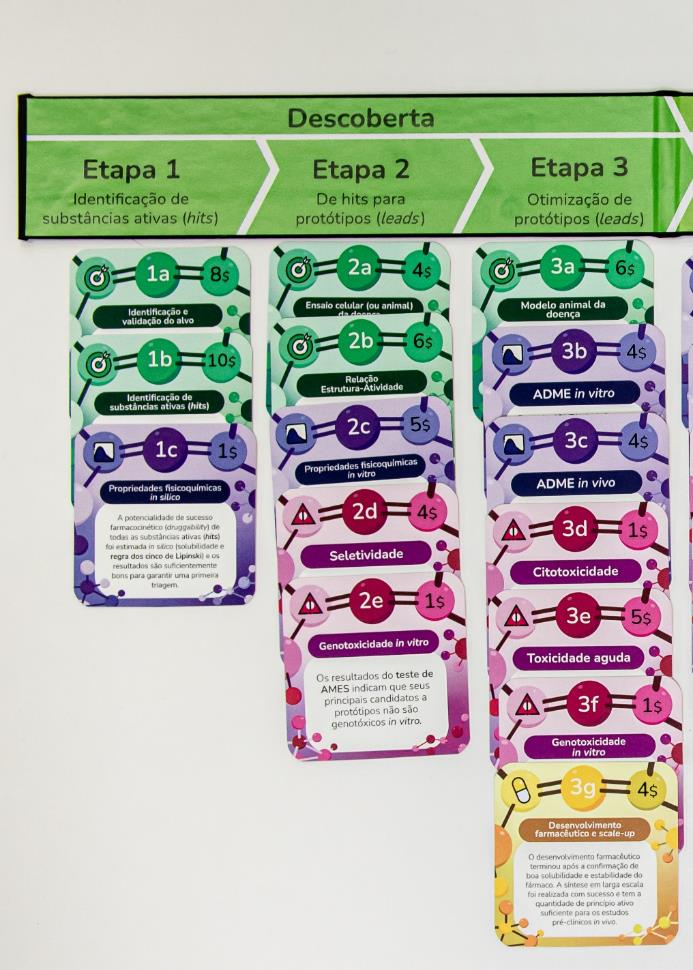 Descoberta
Etapa 1
Identificação de
substâncias ativas (hits)
Etapa 2
De hits para
protótipos (leads)
Etapa 3
Otimização de
protótipos (leads)
1a
8$
Identificação e
validação do alvo
1b
10$
Identificação de
substâncias ativas (hits)
1c
1$
Propriedades fisicoquímicas
in silico
A potencialidade de sucesso
farmacocinético (druggability) de
todas as substâncias ativas (hits)
foi estimada in silico (solubilidade e
regra dos cinco de Lipinski) e os
resultados são suficientemente
bons para garantir uma primeira
triagem.
2a
4$
Ensaio celular (ou animal)
da doença
2b
6$
Relação
Estrutura-Atividade
2c
5$
Propriedades fisicoquímicas
in vitro
2d
4$
Seletividade
2e
1$
Genotoxicidade in vitro
Os resultados do teste de
AMES indicam que seus
principais candidatos a
protótipos não são
genotóxicos in vitro.
3a
6$
Modelo animal da
doença
3b
4$
ADME in vitro
3c
4$
ADME in vivo
3d
1$
Citotoxicidade
3e
5$
Toxicidade aguda
3f
1$
Genotoxicidade
in vitro
3g
4$
Desenvolvimento
farmacêutico e scale-up
O desenvolvimento farmacêutico
terminou após a confirmação de
boa solubilidade e estabilidade do
fármaco. A síntese em larga escala
foi realizada com sucesso e tem a
quantidade de princípio ativo
suficiente para os estudos
pré-clínicos in vivo.